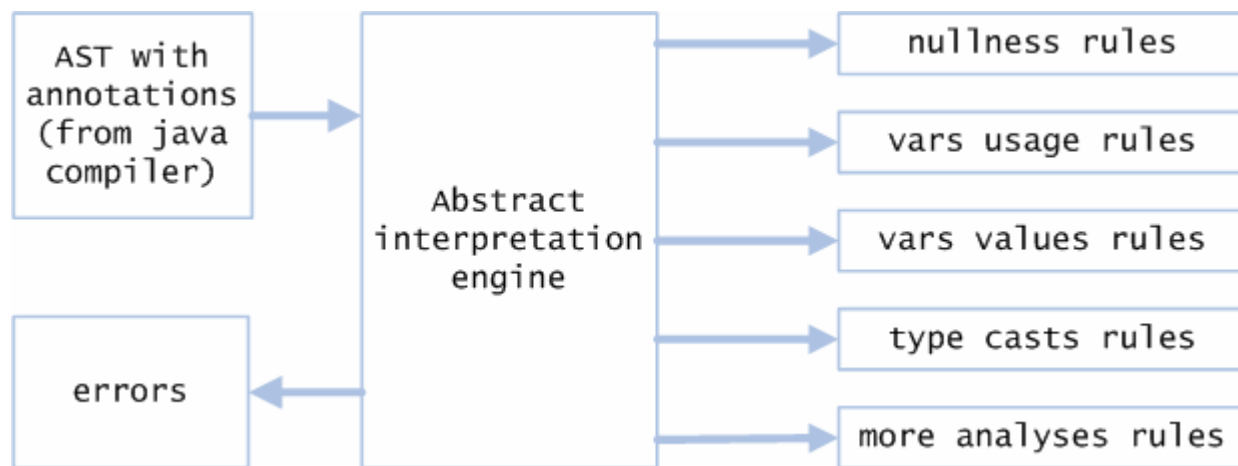 AST with
annotations
(from java
compiler)
errors
Abstract
interpretation
engine
nullness rules
vars usage rules
vars values rules
type casts rules
more analyses rules